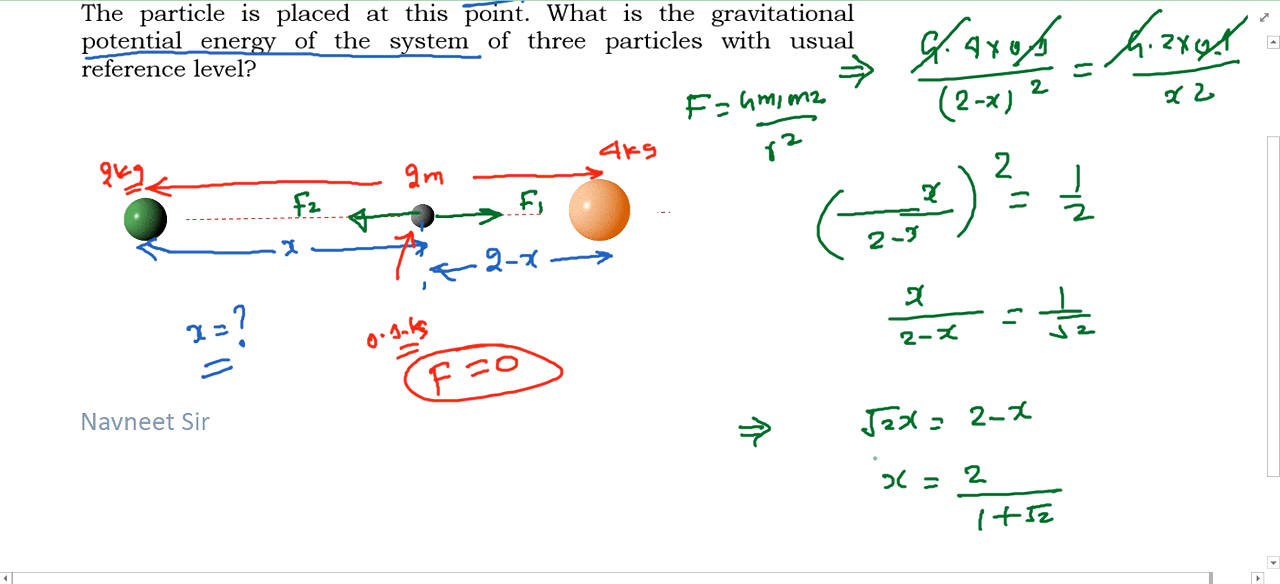 The particle is placed at this point. What is the gravitational
potential energy of the system of three particles with usual
reference level?
⇒ G. 4 x 0.1 / (2-x)2 = G. 2 x 0.1 / x2
F = Gm1m2 / r2
2kg 2m 4kg
F2 F1
x 2-x
(x / 2-x)2 = 1/2
x / 2-x = 1/√2
x = ?
0.1kg
F = 0
Navneet Sir
⇒ √2x = 2-x
x = 2 / 1+√2